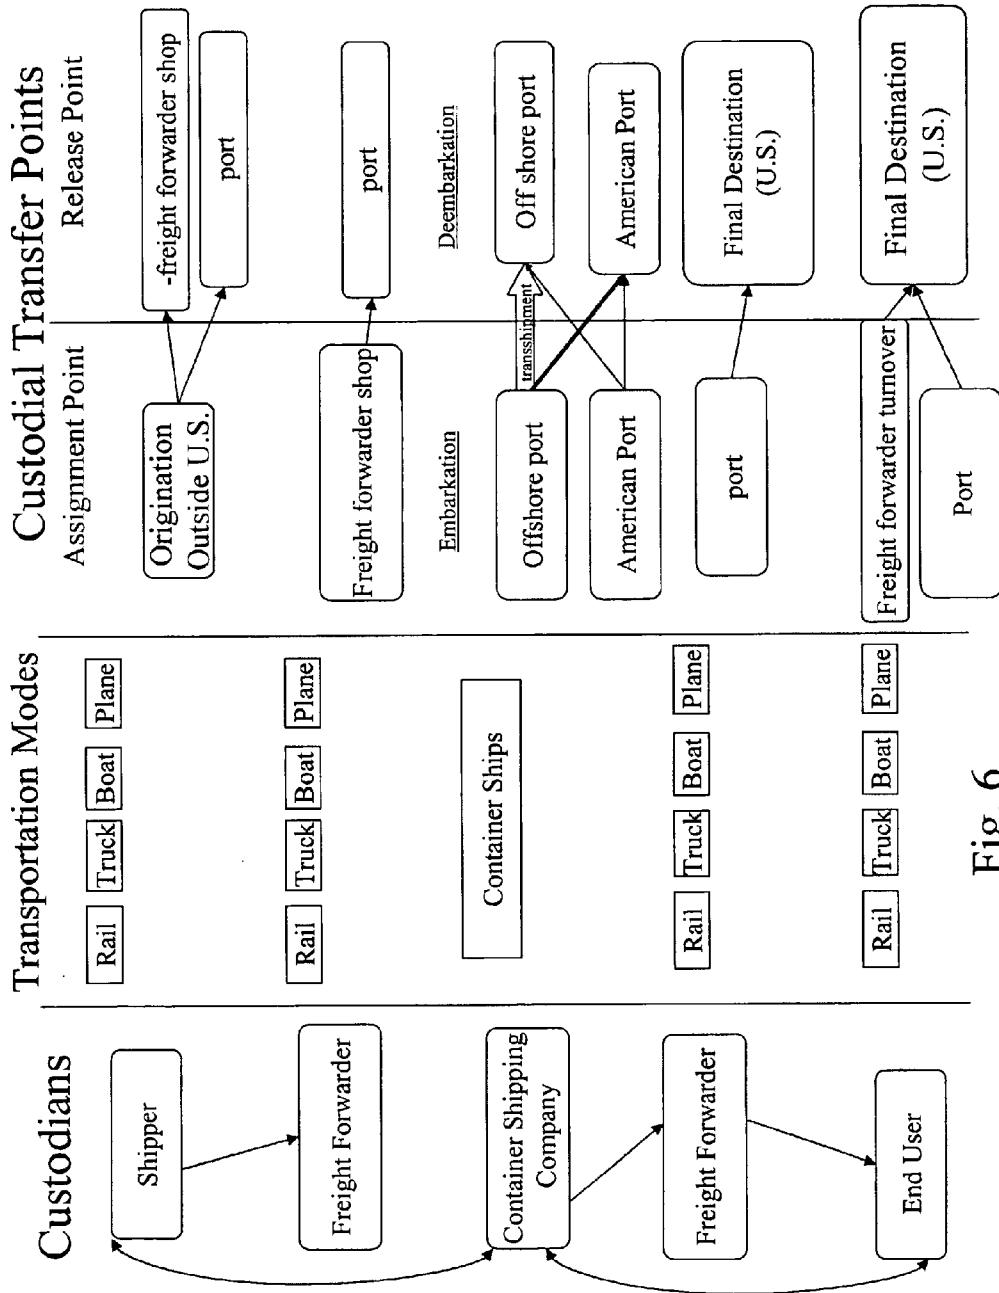 Custodians
Transportation Modes
Custodial Transfer Points
Assignment Point
Release Point
Shipper
Rail
Truck
Boat
Plane
Origination
Outside U.S.
-freight forwarder shop
port
Freight Forwarder
Rail
Truck
Boat
Plane
Freight forwarder shop
port
Embarkation
Deembarkation
Container Shipping
Company
Container Ships
Offshore port
transshipment
Off shore port
American Port
American Port
Freight Forwarder
Rail
Truck
Boat
Plane
port
Final Destination
(U.S.)
End User
Rail
Truck
Boat
Plane
Freight forwarder turnover
Port
Final Destination
(U.S.)
Fig. 6